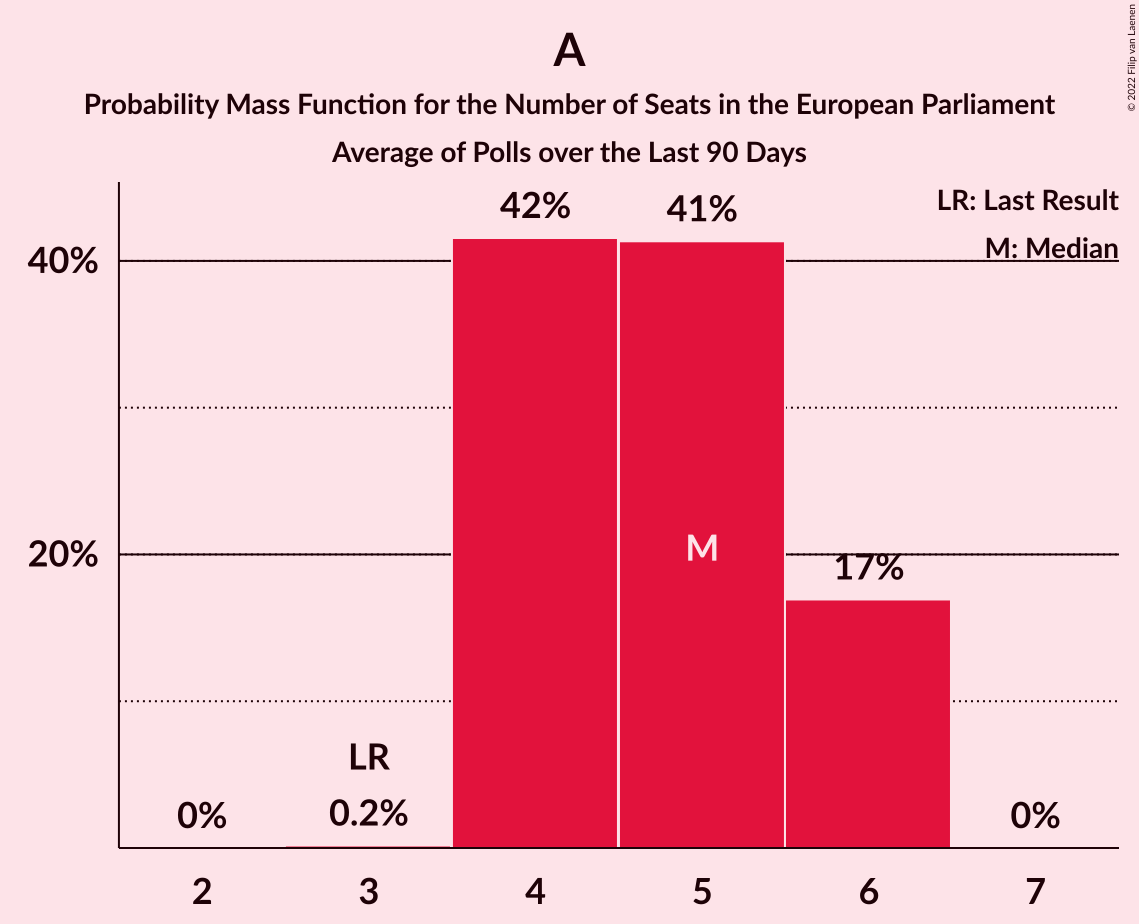 A
Probability Mass Function for the Number of Seats in the European Parliament
Average of Polls over the Last 90 Days
© 2022 Filip van Laenen
LR: Last Result
M: Median
42%
41%
40%
20%
M
17%
LR
0%
0.2%
0%
2
3
4
5
6
7